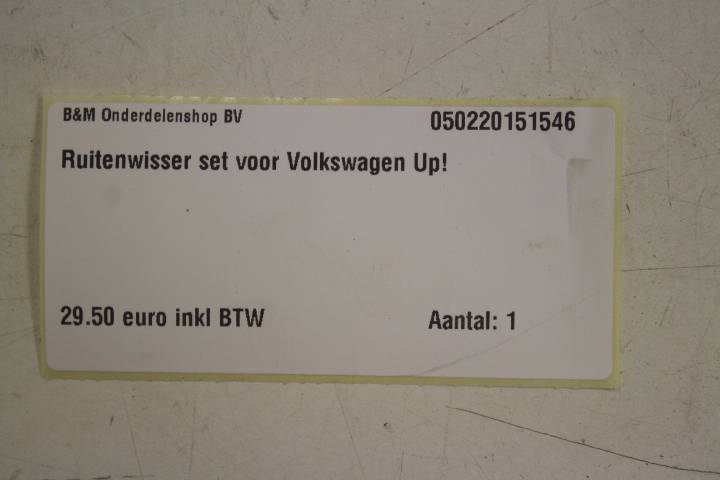 B&M Onderdelenshop BV 050220151546
Ruitenwisser set voor Volkswagen Up!
29.50 euro inkl BTW Aantal: 1